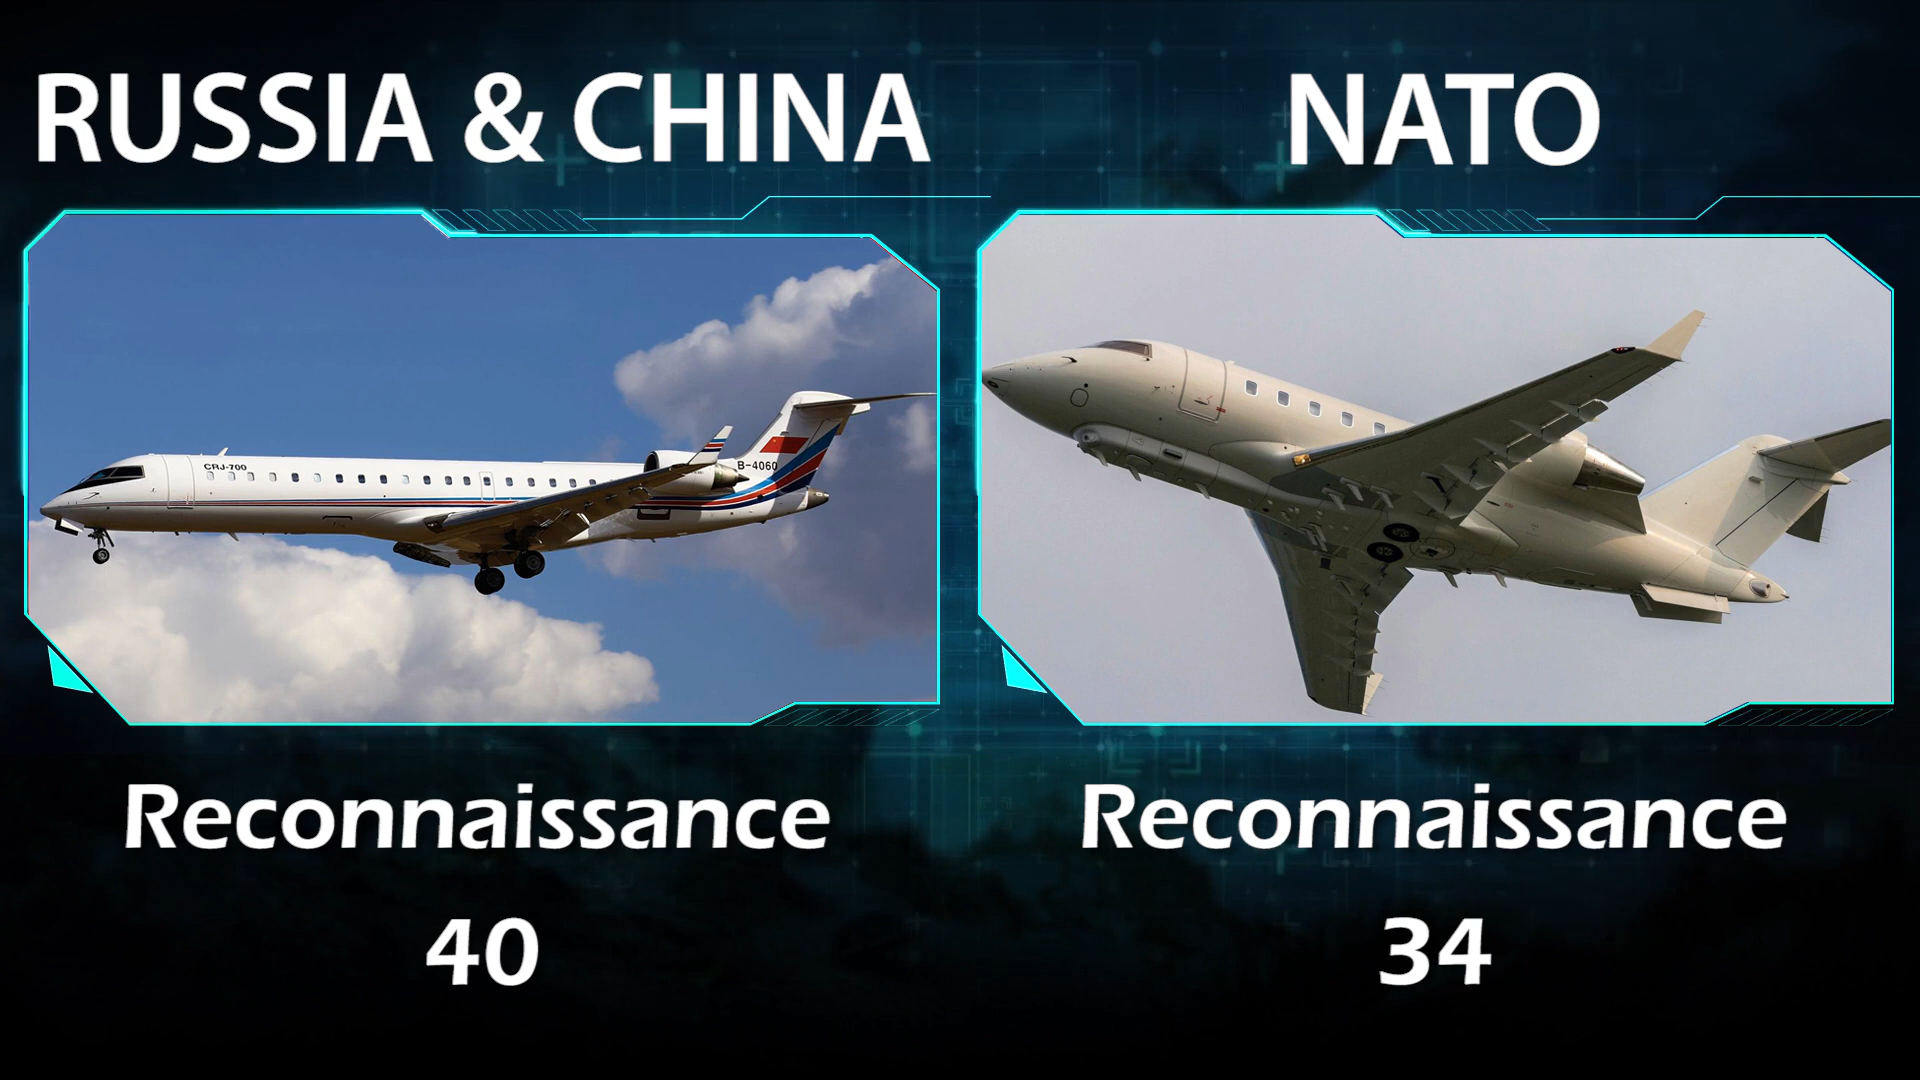 RUSSIA & CHINA
NATO
CRJ-700
B-4060
Reconnaissance
Reconnaissance
40
34